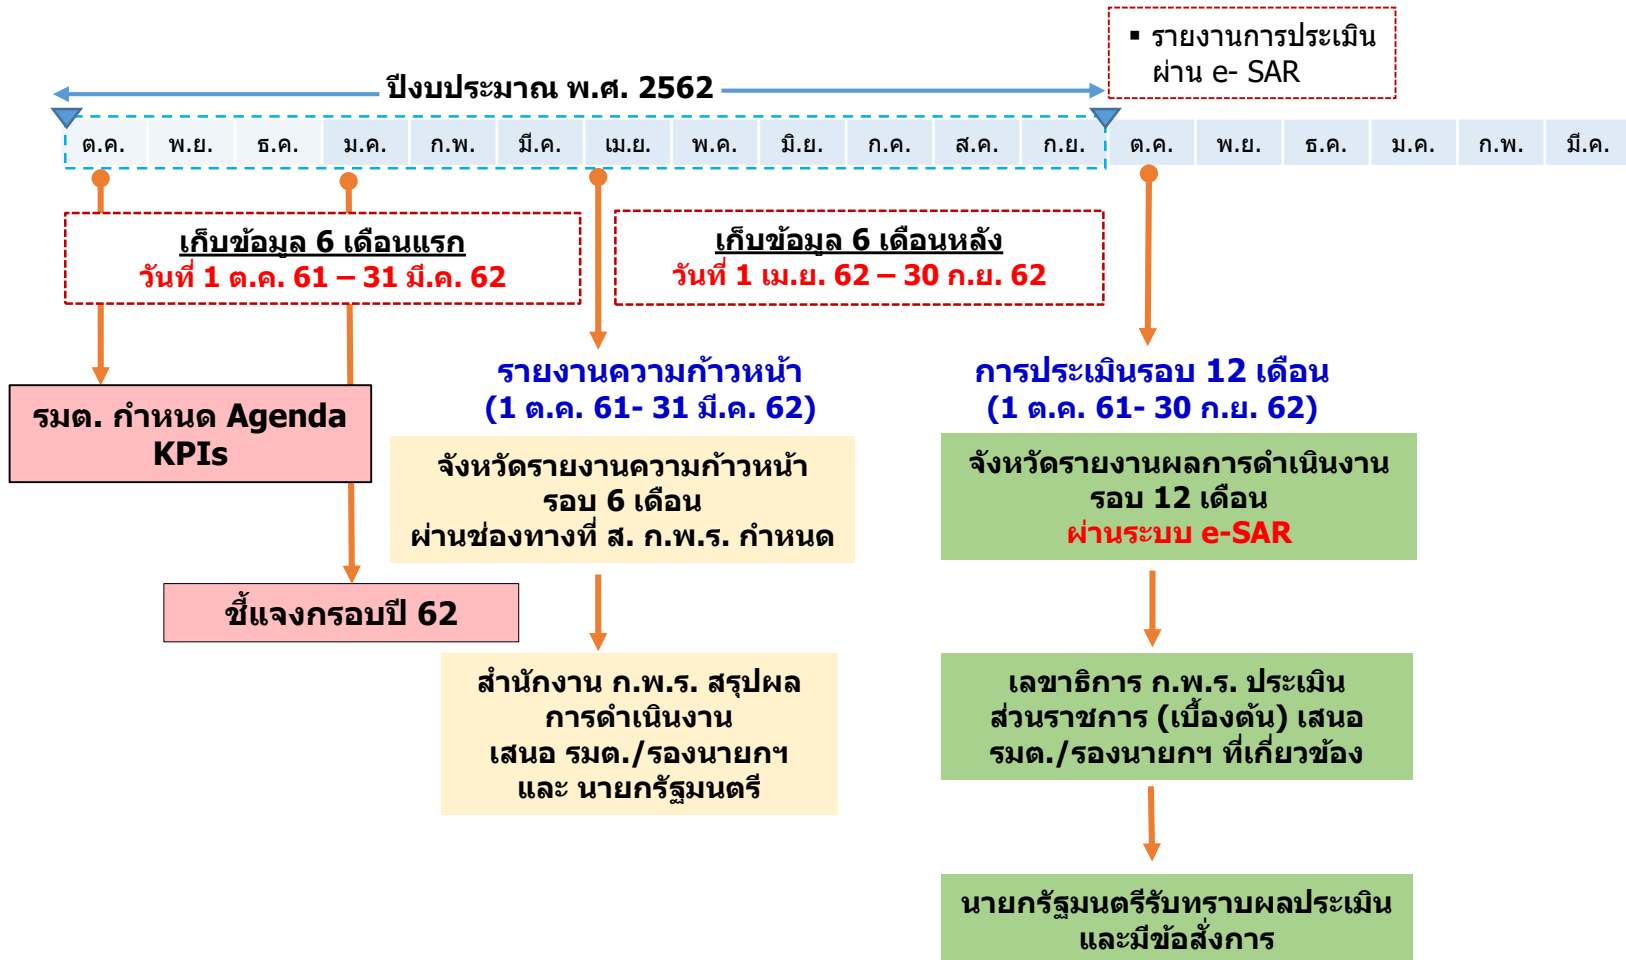 ▪ รายงานการประเมิน
ผ่าน e- SAR
ปีงบประมาณ พ.ศ. 2562
ต.ค. พ.ย. ธ.ค. ม.ค. ก.พ. มี.ค. เม.ย. พ.ค. มิ.ย. ก.ค. ส.ค. ก.ย. ต.ค. พ.ย. ธ.ค. ม.ค. ก.พ. มี.ค.
เก็บข้อมูล 6 เดือนแรก
วันที่ 1 ต.ค. 61 – 31 มี.ค. 62
เก็บข้อมูล 6 เดือนหลัง
วันที่ 1 เม.ย. 62 – 30 ก.ย. 62
รมต. กำหนด Agenda
KPIs
ชี้แจงกรอบปี 62
รายงานความก้าวหน้า
(1 ต.ค. 61- 31 มี.ค. 62)
จังหวัดรายงานความก้าวหน้า
รอบ 6 เดือน
ผ่านช่องทางที่ ส. ก.พ.ร. กำหนด
สำนักงาน ก.พ.ร. สรุปผล
การดำเนินงาน
เสนอ รมต./รองนายกฯ
และ นายกรัฐมนตรี
การประเมินรอบ 12 เดือน
(1 ต.ค. 61- 30 ก.ย. 62)
จังหวัดรายงานผลการดำเนินงาน
รอบ 12 เดือน
ผ่านระบบ e-SAR
เลขาธิการ ก.พ.ร. ประเมิน
ส่วนราชการ (เบื้องต้น) เสนอ
รมต./รองนายกฯ ที่เกี่ยวข้อง
นายกรัฐมนตรีรับทราบผลประเมิน
และมีข้อสั่งการ